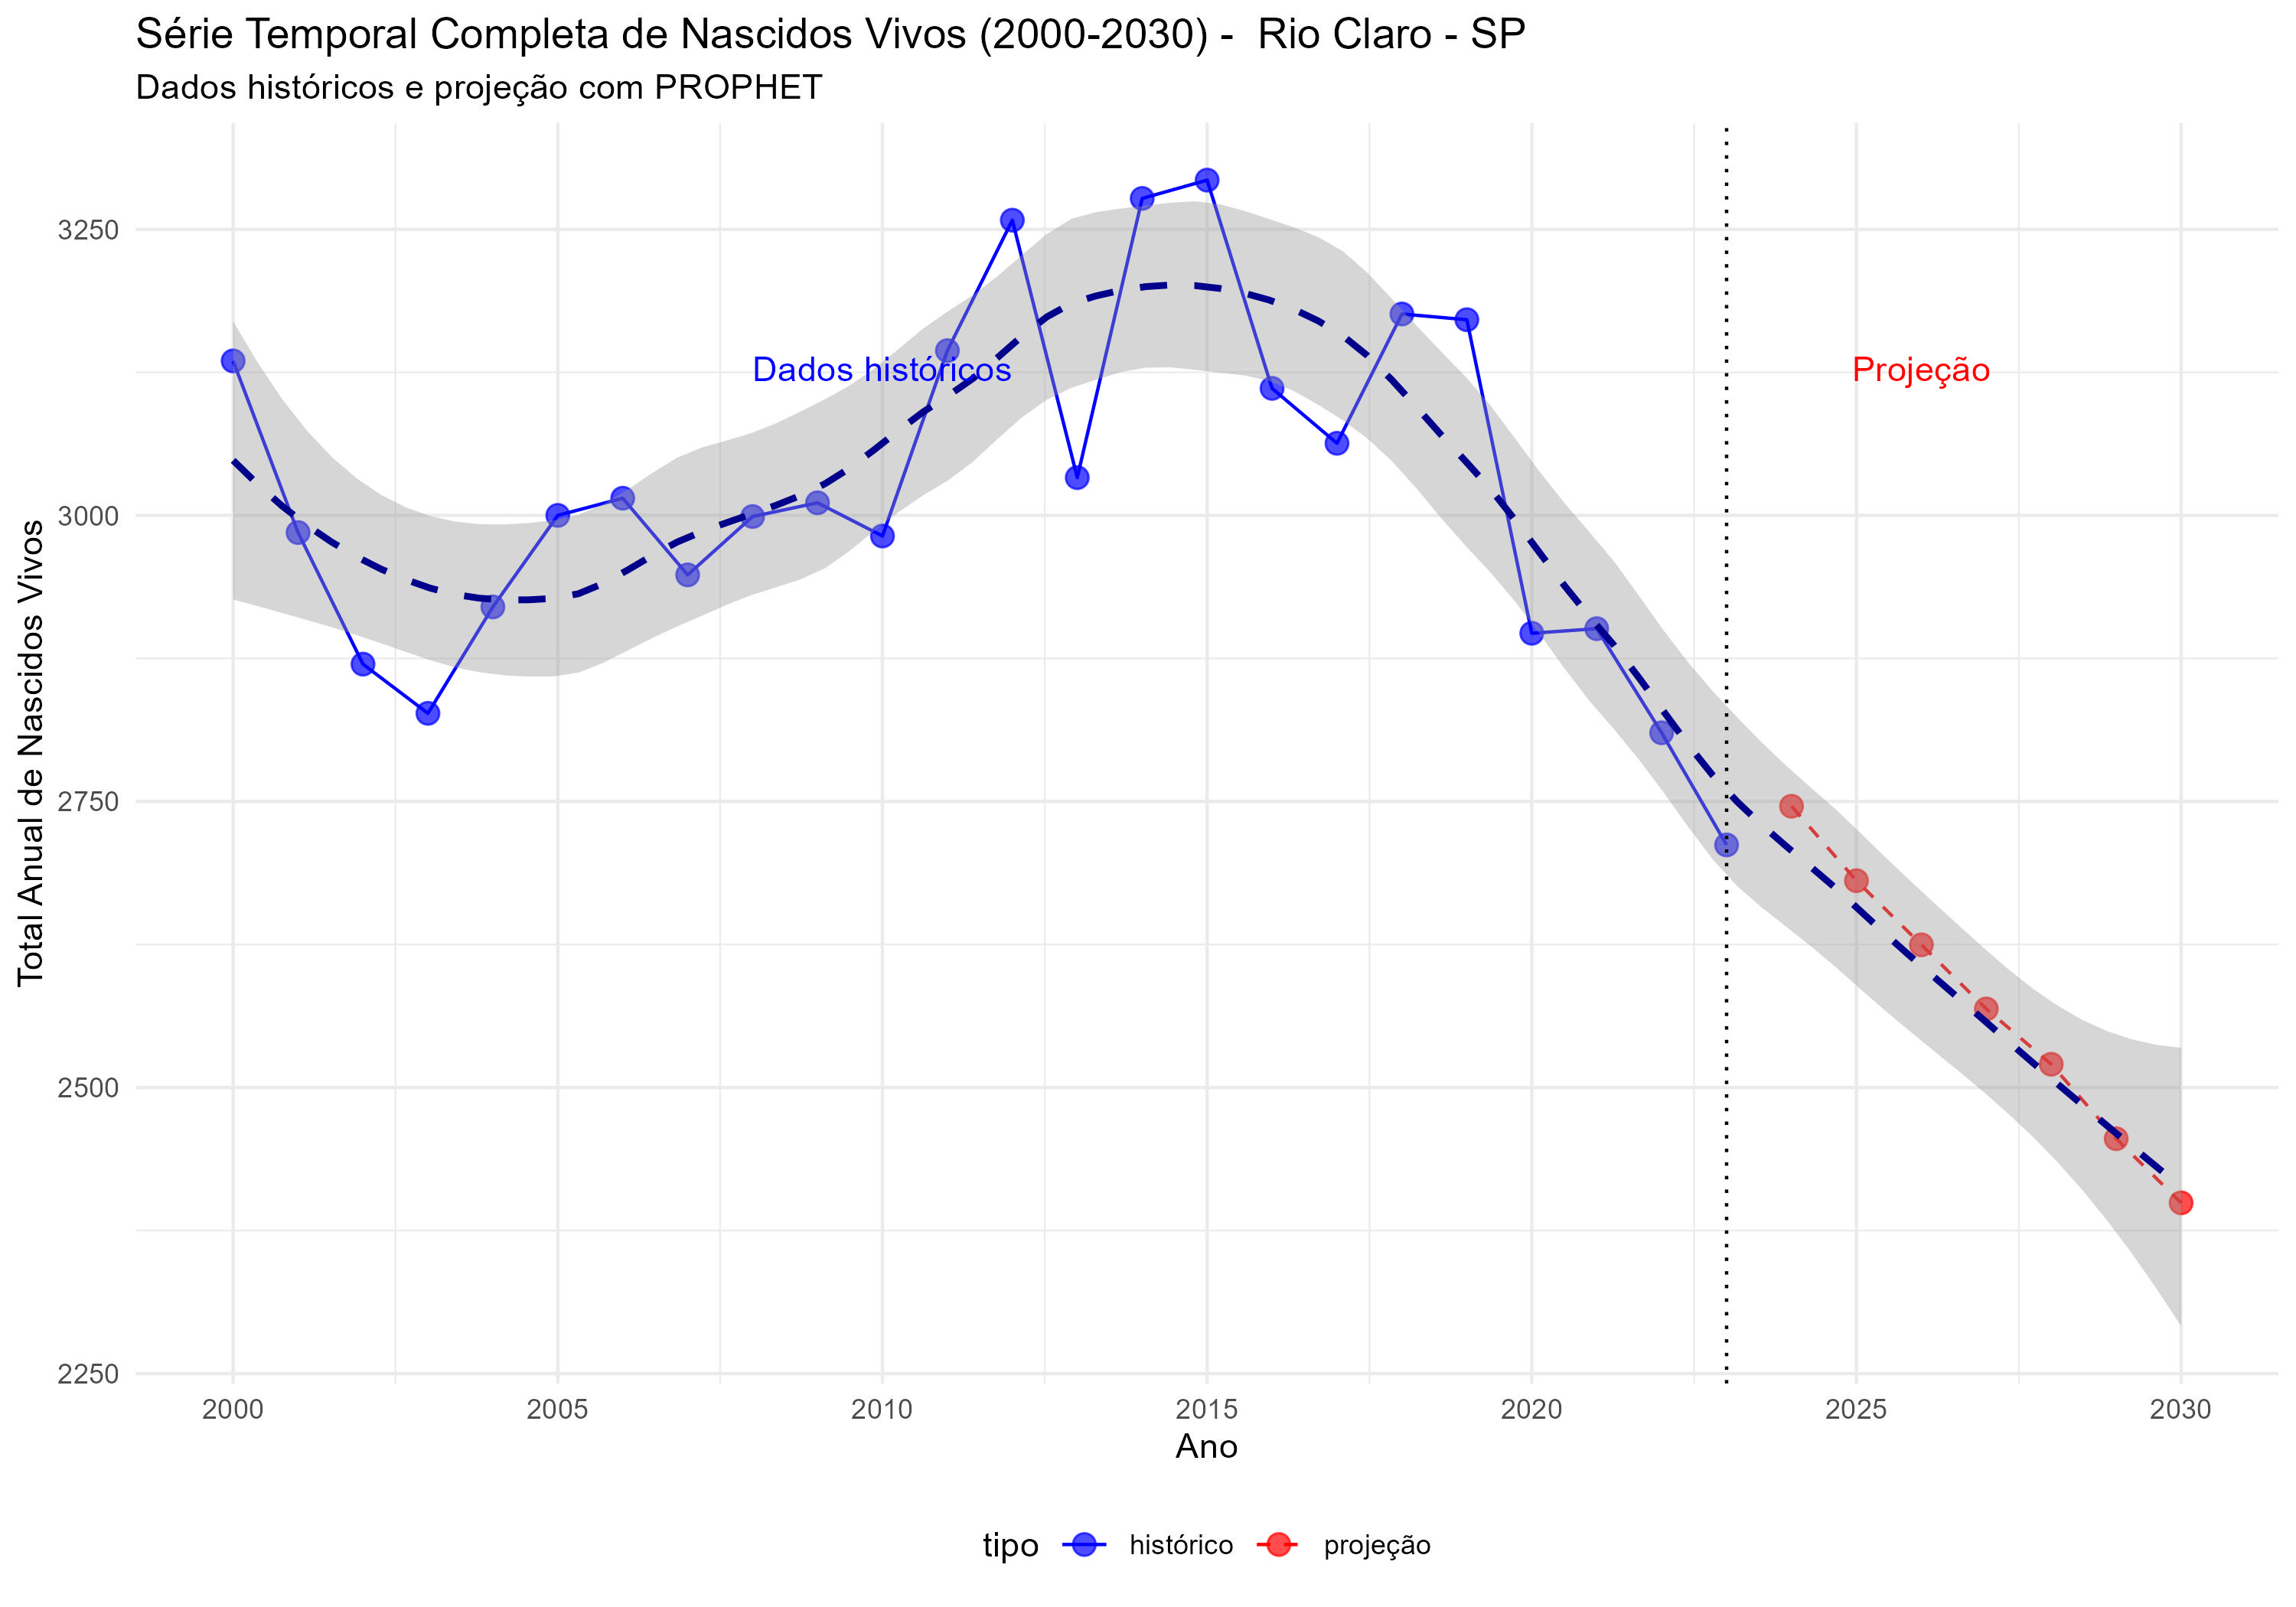 Série Temporal Completa de Nascidos Vivos (2000-2030) -  Rio Claro - SP
Dados históricos e projeção com PROPHET
Total Anual de Nascidos Vivos
3250
3000
2750
2500
2250
Dados históricos
Projeção
2000 2005 2010 2015 2020 2025 2030
Ano
tipo histórico projeção